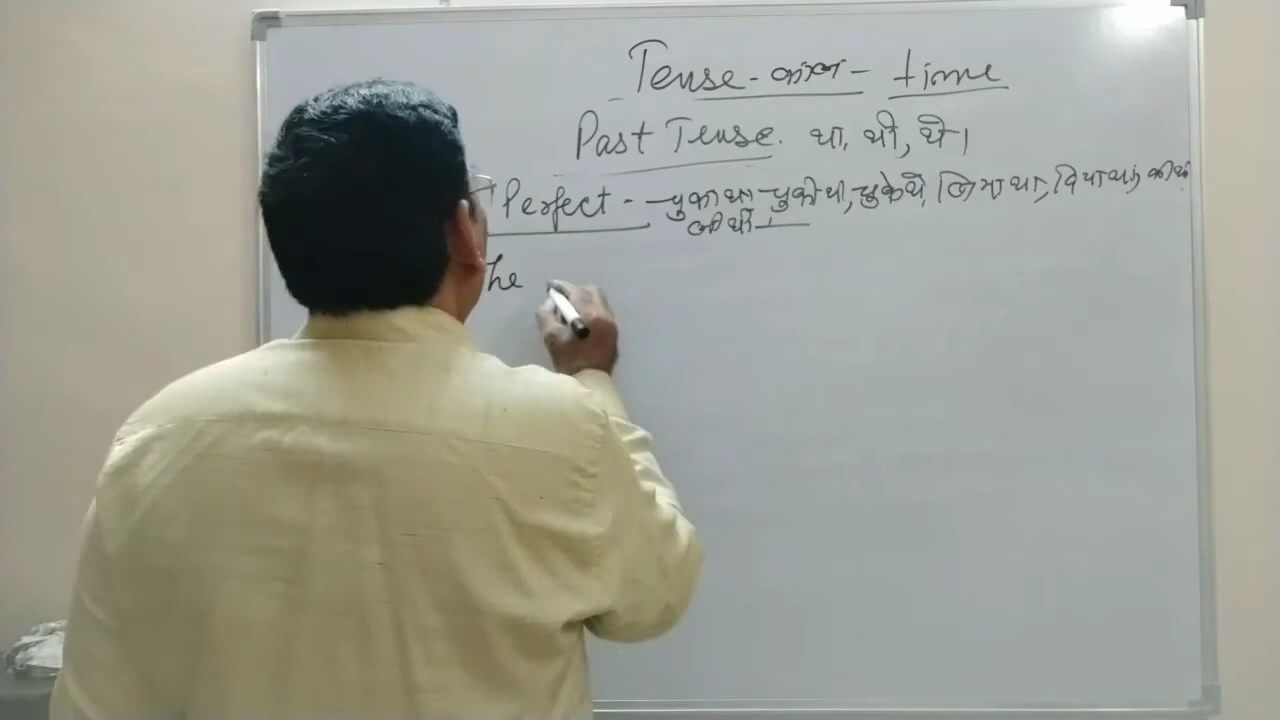 Tense - काल - time
Past Tense. था, थी, थे।
Perfect - चुका था चुकी थी, चुके थे, लिया था, दिया था, की थी
ली थी
he